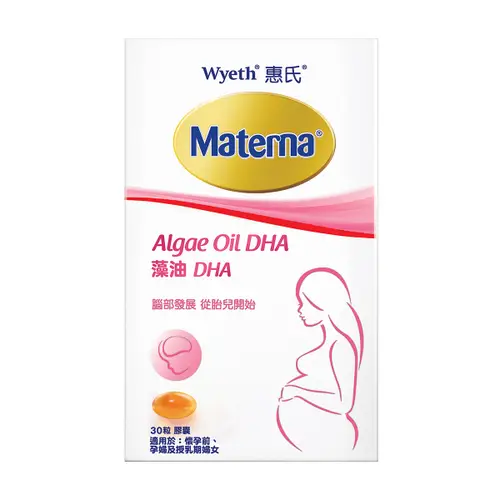 Wyeth® 惠氏®
Materna®
Algae Oil DHA
藻油 DHA
腦部發展 從胎兒開始
30粒 膠囊
適用於：懷孕前、
孕婦及授乳期婦女